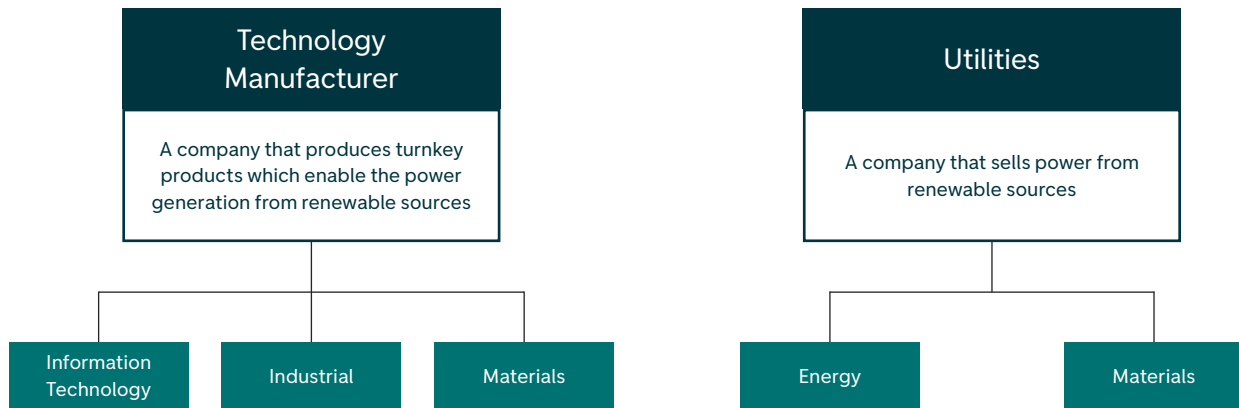 Technology
Manufacturer
A company that produces turnkey
products which enable the power
generation from renewable sources
Information
Technology
Industrial
Materials
Utilities
A company that sells power from
renewable sources
Energy
Materials